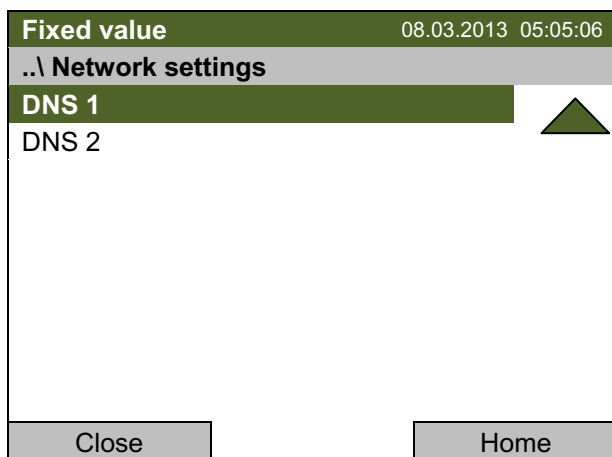 Fixed value 08.03.2013 05:05:06
..\ Network settings
DNS 1
DNS 2
Close Home